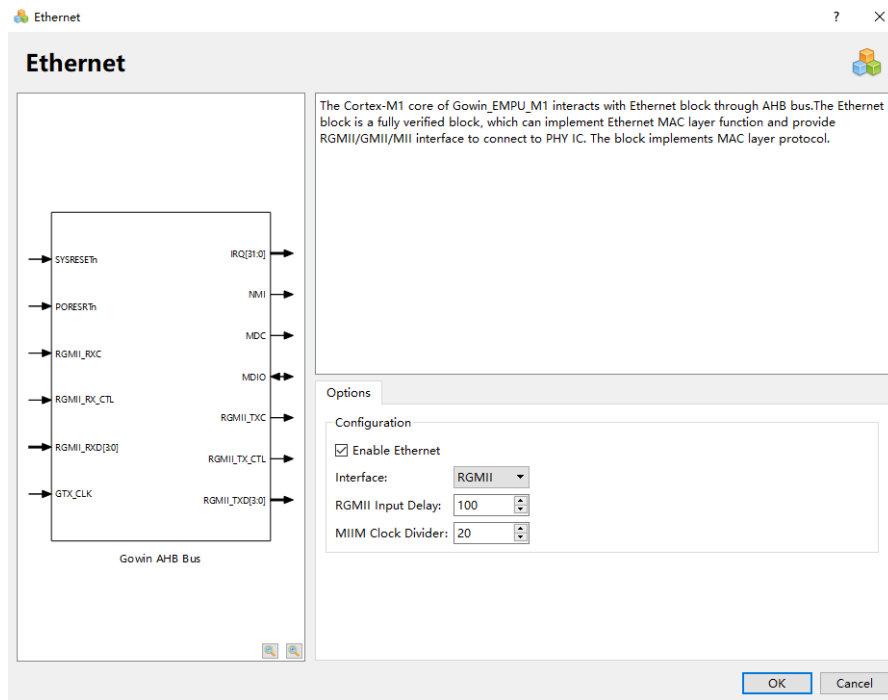 Ethernet
?
Ethernet
SYSRESETn
PORESRTn
RGMII_RXC
RGMII_RX_CTL
RGMII_RXD[3:0]
GTX_CLK
IRQ[31:0]
NMI
MDC
MDIO
RGMII_TXC
RGMII_TX_CTL
RGMII_TXD[3:0]
Gowin AHB Bus
The Cortex-M1 core of Gowin_EMPU_M1 interacts with Ethernet block through AHB bus.The Ethernet
block is a fully verified block, which can implement Ethernet MAC layer function and provide
RGMII/GMII/MII interface to connect to PHY IC. The block implements MAC layer protocol.
Options
Configuration
Enable Ethernet
Interface: RGMII
RGMII Input Delay: 100
MIIM Clock Divider: 20
OK Cancel